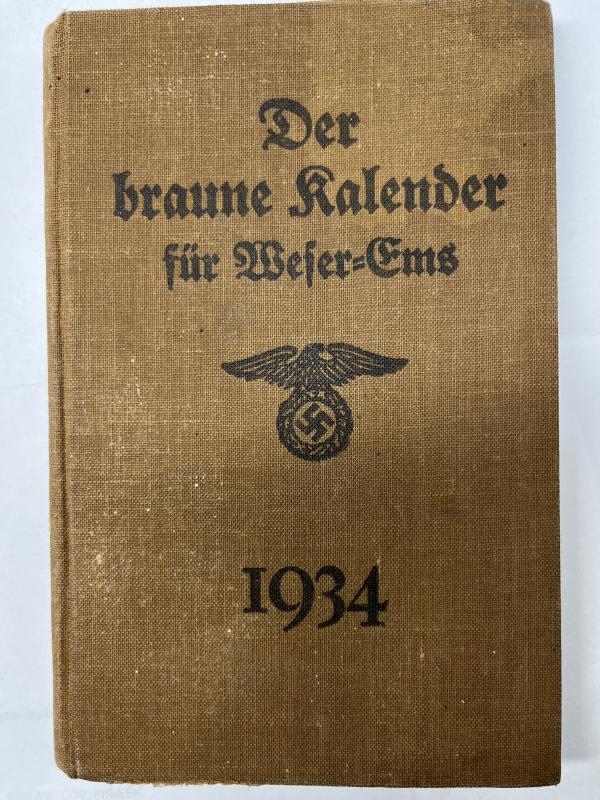 Der
braune Kalender
für Weser-Ems
1934